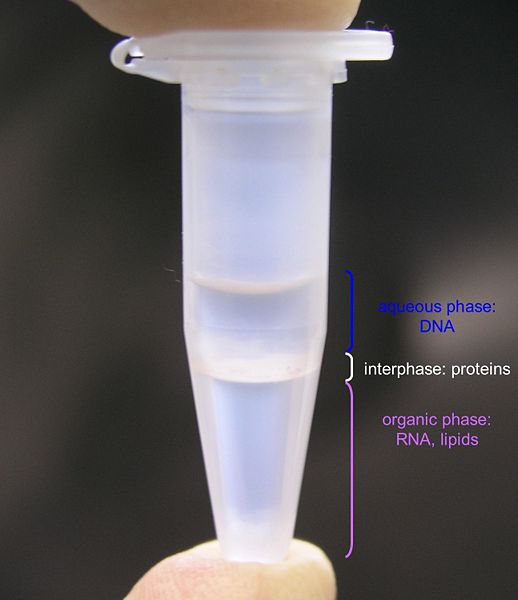 aqueous phase:
DNA
interphase: proteins
organic phase:
RNA, lipids